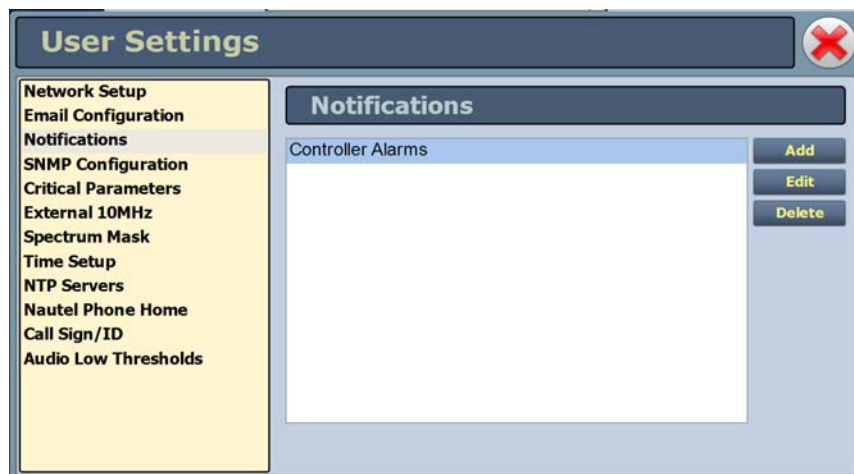 User Settings
Network Setup
Email Configuration
Notifications
SNMP Configuration
Critical Parameters
External 10MHz
Spectrum Mask
Time Setup
NTP Servers
Nautel Phone Home
Call Sign/ID
Audio Low Thresholds
Notifications
Controller Alarms
Add
Edit
Delete